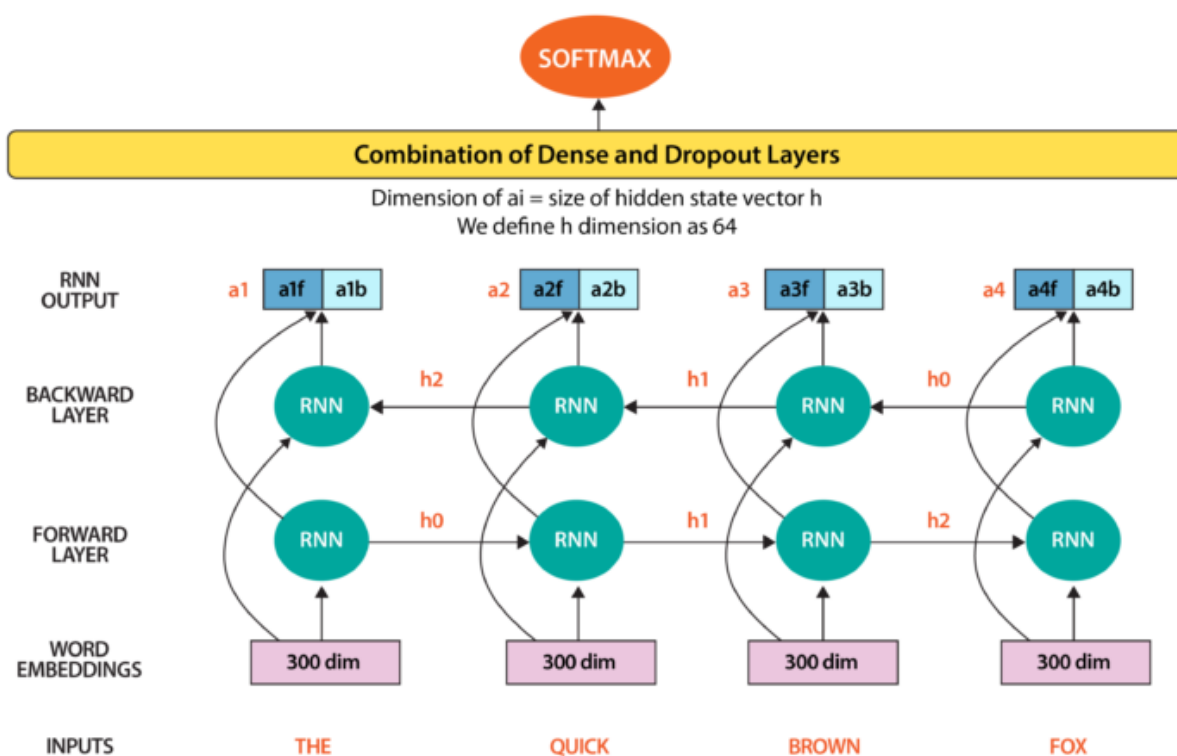 SOFTMAX
Combination of Dense and Dropout Layers
Dimension of ai = size of hidden state vector h
We define h dimension as 64
RNN
OUTPUT
a1 a1f a1b a2 a2f a2b a3 a3f a3b a4 a4f a4b
BACKWARD
LAYER
RNN h2 RNN h1 RNN h0 RNN
FORWARD
LAYER
RNN h0 RNN h1 RNN h2 RNN
WORD
EMBEDDINGS
300 dim 300 dim 300 dim 300 dim
INPUTS THE QUICK BROWN FOX